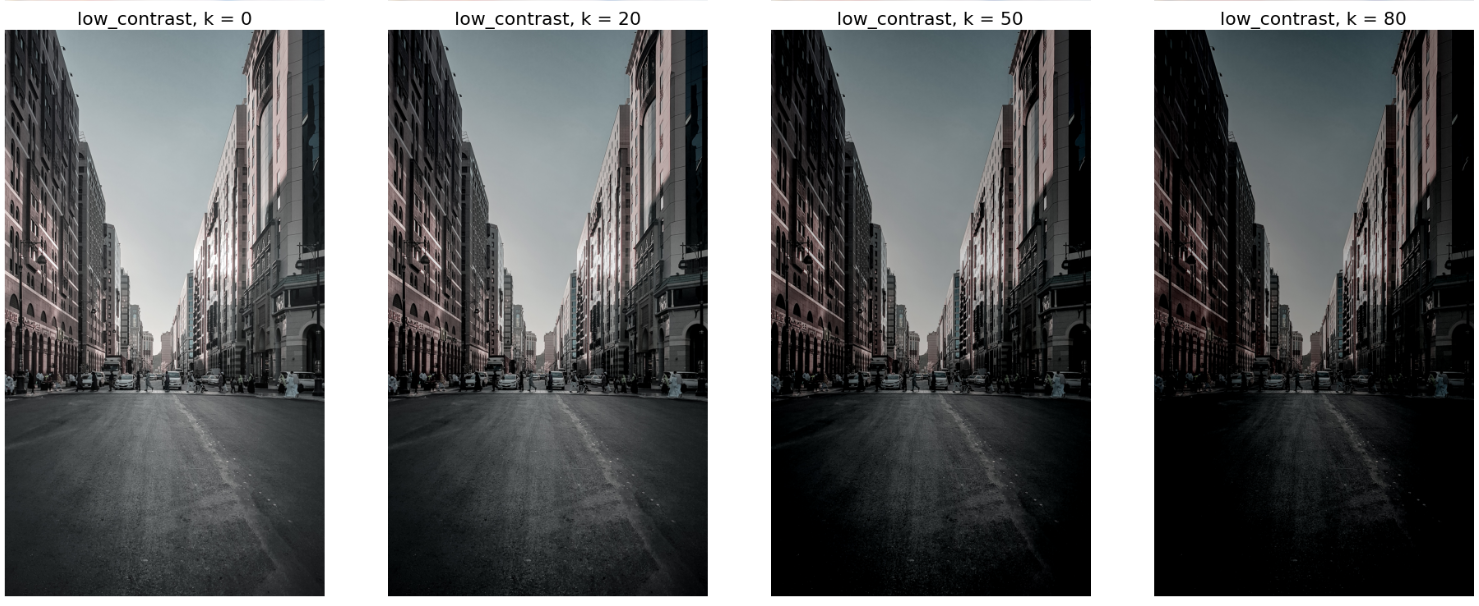 low_contrast, k = 0
low_contrast, k = 20
low_contrast, k = 50
low_contrast, k = 80